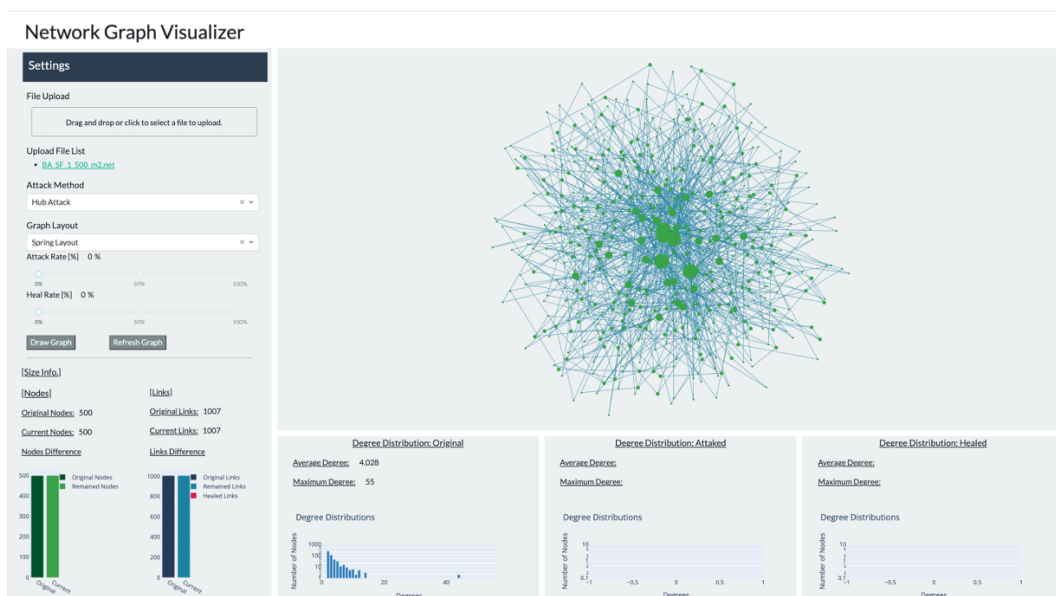 Network Graph Visualizer
Settings
File Upload
Drag and drop or click to select a file to upload.
Upload File List
BA_SF_1_500_m2.net
Attack Method
Hub Attack
Graph Layout
Spring Layout
Attack Rate [%] 0 %
0% 50% 100%
Heal Rate [%] 0 %
0% 50% 100%
Draw Graph Refresh Graph
[Size Info.]
[Nodes] [Links]
Original Nodes: 500 Original Links: 1007
Current Nodes: 500 Current Links: 1007
Nodes Difference Links Difference
500
400
300
200
100
0
Original Current
Original Nodes
Remained Nodes
1000
800
600
400
200
0
Original Current
Original Links
Remained Links
Healed Links
Degree Distribution: Original
Average Degree: 4.028
Maximum Degree: 55
Degree Distributions
Number of Nodes
1000
100
10
20 40
Degrees
Degree Distribution: Attaked
Average Degree:
Maximum Degree:
Degree Distributions
Number of Nodes
10
5
2
1
5
2
0.1
−1 −0.5 0 0.5 1
Degrees
Degree Distribution: Healed
Average Degree:
Maximum Degree:
Degree Distributions
Number of Nodes
10
5
2
1
5
2
0.1
−1 −0.5 0 0.5 1
Degrees